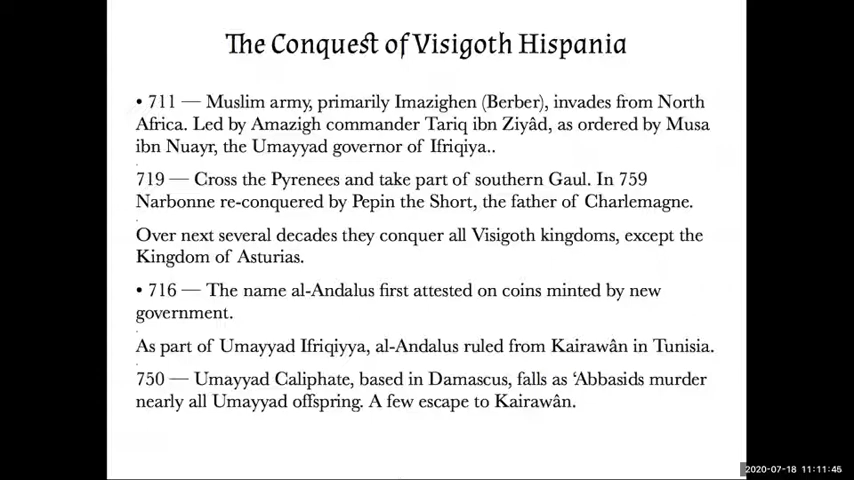 The Conquest of Visigoth Hispania
• 711 — Muslim army, primarily Imazighen (Berber), invades from North
Africa. Led by Amazigh commander Tariq ibn Ziyâd, as ordered by Musa
ibn Nuayr, the Umayyad governor of Ifriqiya..
719 — Cross the Pyrenees and take part of southern Gaul. In 759
Narbonne re-conquered by Pepin the Short, the father of Charlemagne.
Over next several decades they conquer all Visigoth kingdoms, except the
Kingdom of Asturias.
• 716 — The name al-Andalus first attested on coins minted by new
government.
As part of Umayyad Ifriqiyya, al-Andalus ruled from Kairawân in Tunisia.
750 — Umayyad Caliphate, based in Damascus, falls as ‘Abbasids murder
nearly all Umayyad offspring. A few escape to Kairawân.
2020-07-18 11:11:45